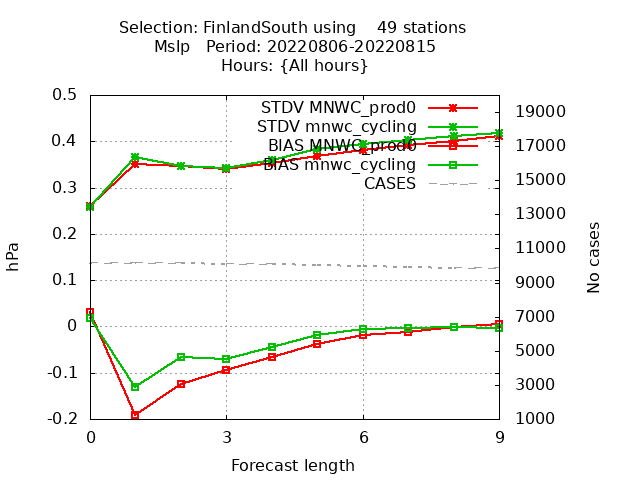 Selection: FinlandSouth using    49 stations
Mslp   Period: 20220806-20220815
Hours: {All hours}
0.5
0.4
0.3
0.2
0.1
0
-0.1
-0.2
hPa
STDV MNWC_prod0
STDV mnwc_cycling
BIAS MNWC_prod0
BIAS mnwc_cycling
CASES
19000
17000
15000
13000
11000
9000
7000
5000
3000
1000
No cases
0 3 6 9
Forecast length